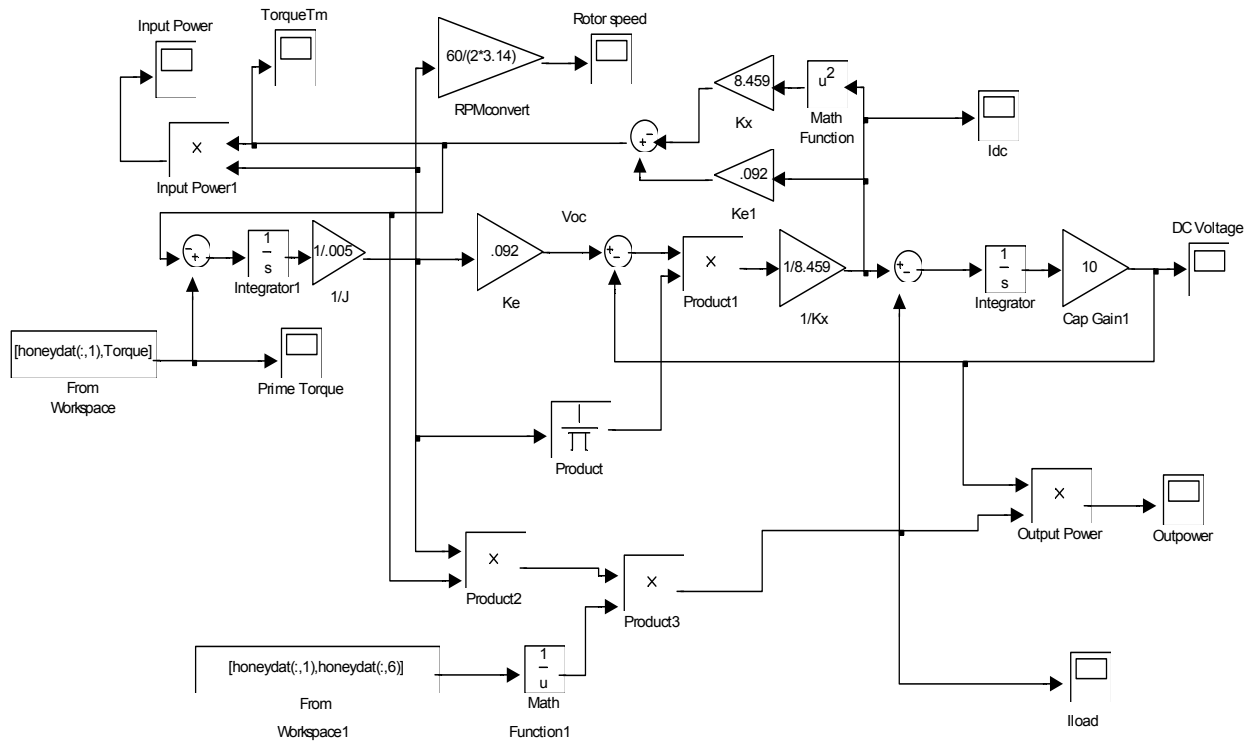 Input Power
TorqueTm
Rotor speed
60/(2*3.14)
RPMconvert
8.459
Kx
u2
Math
Function
Idc
x
Input Power1
- +
.092
Ke1
- +
1
s
Integrator1
1/.005
1/J
.092
Ke
Voc
+ -
x
Product1
1/8.459
1/Kx
+ -
1
s
Integrator
10
Cap Gain1
DC Voltage
[honeydat(:,1),Torque]
From
Workspace
Prime Torque
Product
x
Output Power
Outpower
x
Product2
x
Product3
[honeydat(:,1),honeydat(:,6)]
From
Workspace1
1
u
Math
Function1
Iload